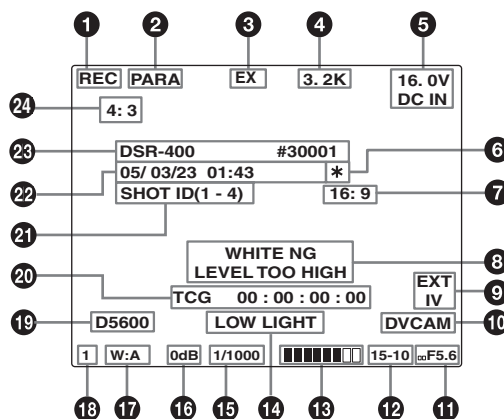 1 2 3 4 5
REC PARA EX 3. 2K 16. 0V
DC IN
24 4: 3
23 DSR-400 #30001 6
22 05/ 03/23 01:43 *
21 SHOT ID(1 - 4) 16: 9 7
WHITE NG 8
LEVEL TOO HIGH
20 TCG 00 : 00 : 00 : 00 EXT 9
IV
19 D5600 LOW LIGHT DVCAM 10
1 W:A 0dB 1/1000 15-10 ∞F5.6
18 17 16 15 14 13 12 11